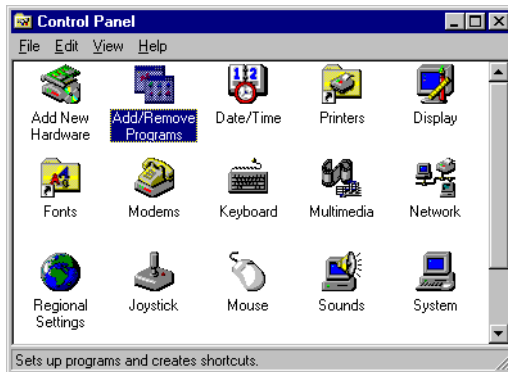 Control Panel
File Edit View Help
Add New Hardware
Add/Remove Programs
Date/Time
Printers
Display
Fonts
Modems
Keyboard
Multimedia
Network
Regional Settings
Joystick
Mouse
Sounds
System
Sets up programs and creates shortcuts.